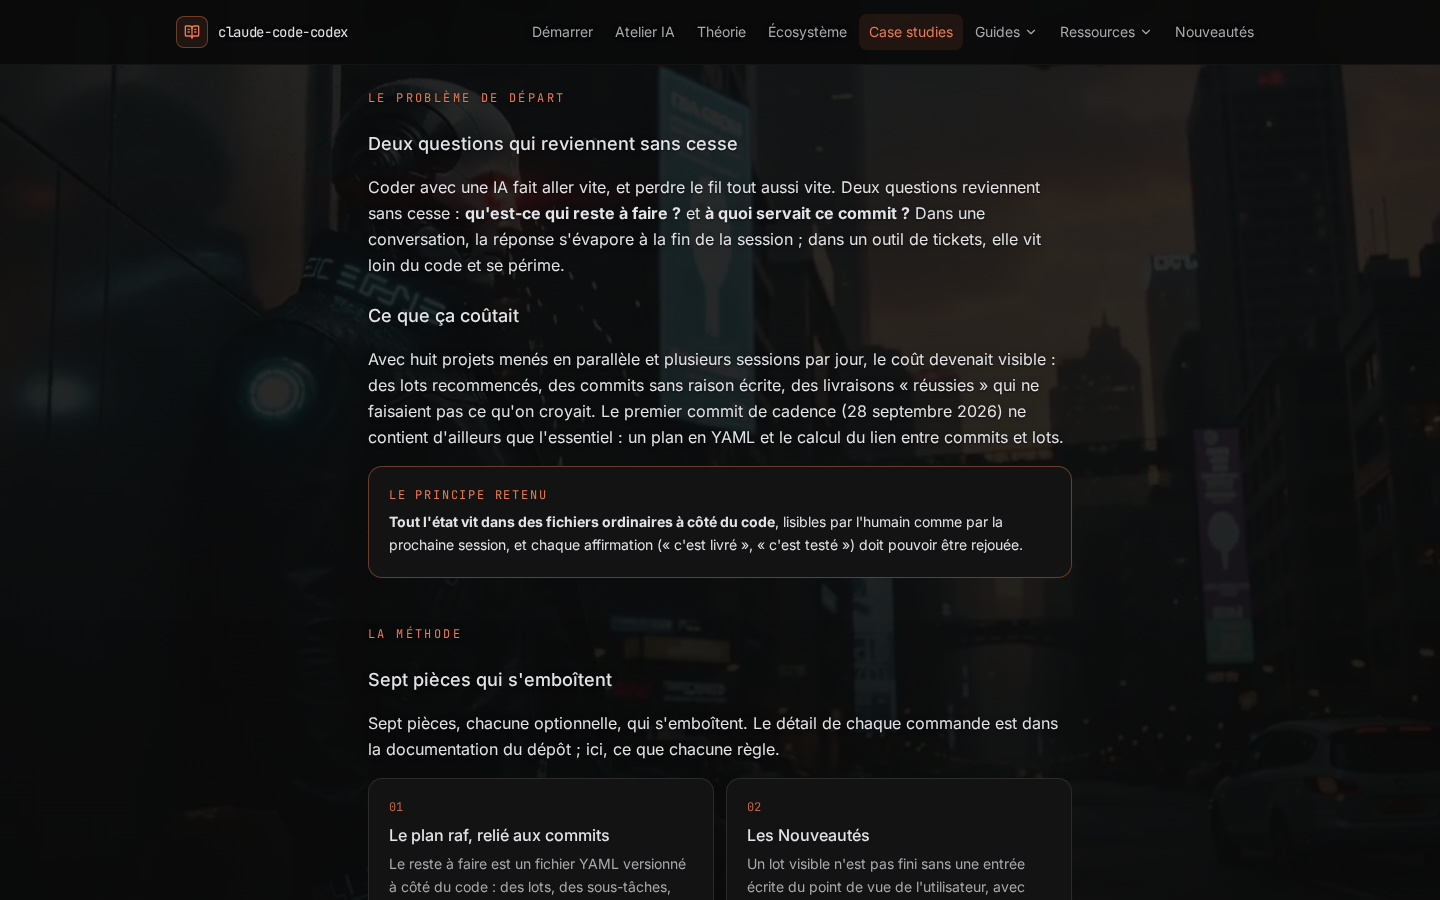 claude-code-codex
Démarrer
Atelier IA
Théorie
Écosystème
Case studies
Guides
Ressources
Nouveautés
LE PROBLÈME DE DÉPART
Deux questions qui reviennent sans cesse
Coder avec une IA fait aller vite, et perdre le fil tout aussi vite. Deux questions reviennent
sans cesse : qu'est-ce qui reste à faire ? et à quoi servait ce commit ? Dans une
conversation, la réponse s'évapore à la fin de la session ; dans un outil de tickets, elle vit
loin du code et se périme.
Ce que ça coûtait
Avec huit projets menés en parallèle et plusieurs sessions par jour, le coût devenait visible :
des lots recommencés, des commits sans raison écrite, des livraisons « réussies » qui ne
faisaient pas ce qu'on croyait. Le premier commit de cadence (28 septembre 2026) ne
contient d'ailleurs que l'essentiel : un plan en YAML et le calcul du lien entre commits et lots.
LE PRINCIPE RETENU
Tout l'état vit dans des fichiers ordinaires à côté du code, lisibles par l'humain comme par la
prochaine session, et chaque affirmation (« c'est livré », « c'est testé ») doit pouvoir être rejouée.
LA MÉTHODE
Sept pièces qui s'emboîtent
Sept pièces, chacune optionnelle, qui s'emboîtent. Le détail de chaque commande est dans
la documentation du dépôt ; ici, ce que chacune règle.
01
Le plan raf, relié aux commits
Le reste à faire est un fichier YAML versionné
à côté du code : des lots, des sous-tâches,
02
Les Nouveautés
Un lot visible n'est pas fini sans une entrée
écrite du point de vue de l'utilisateur, avec